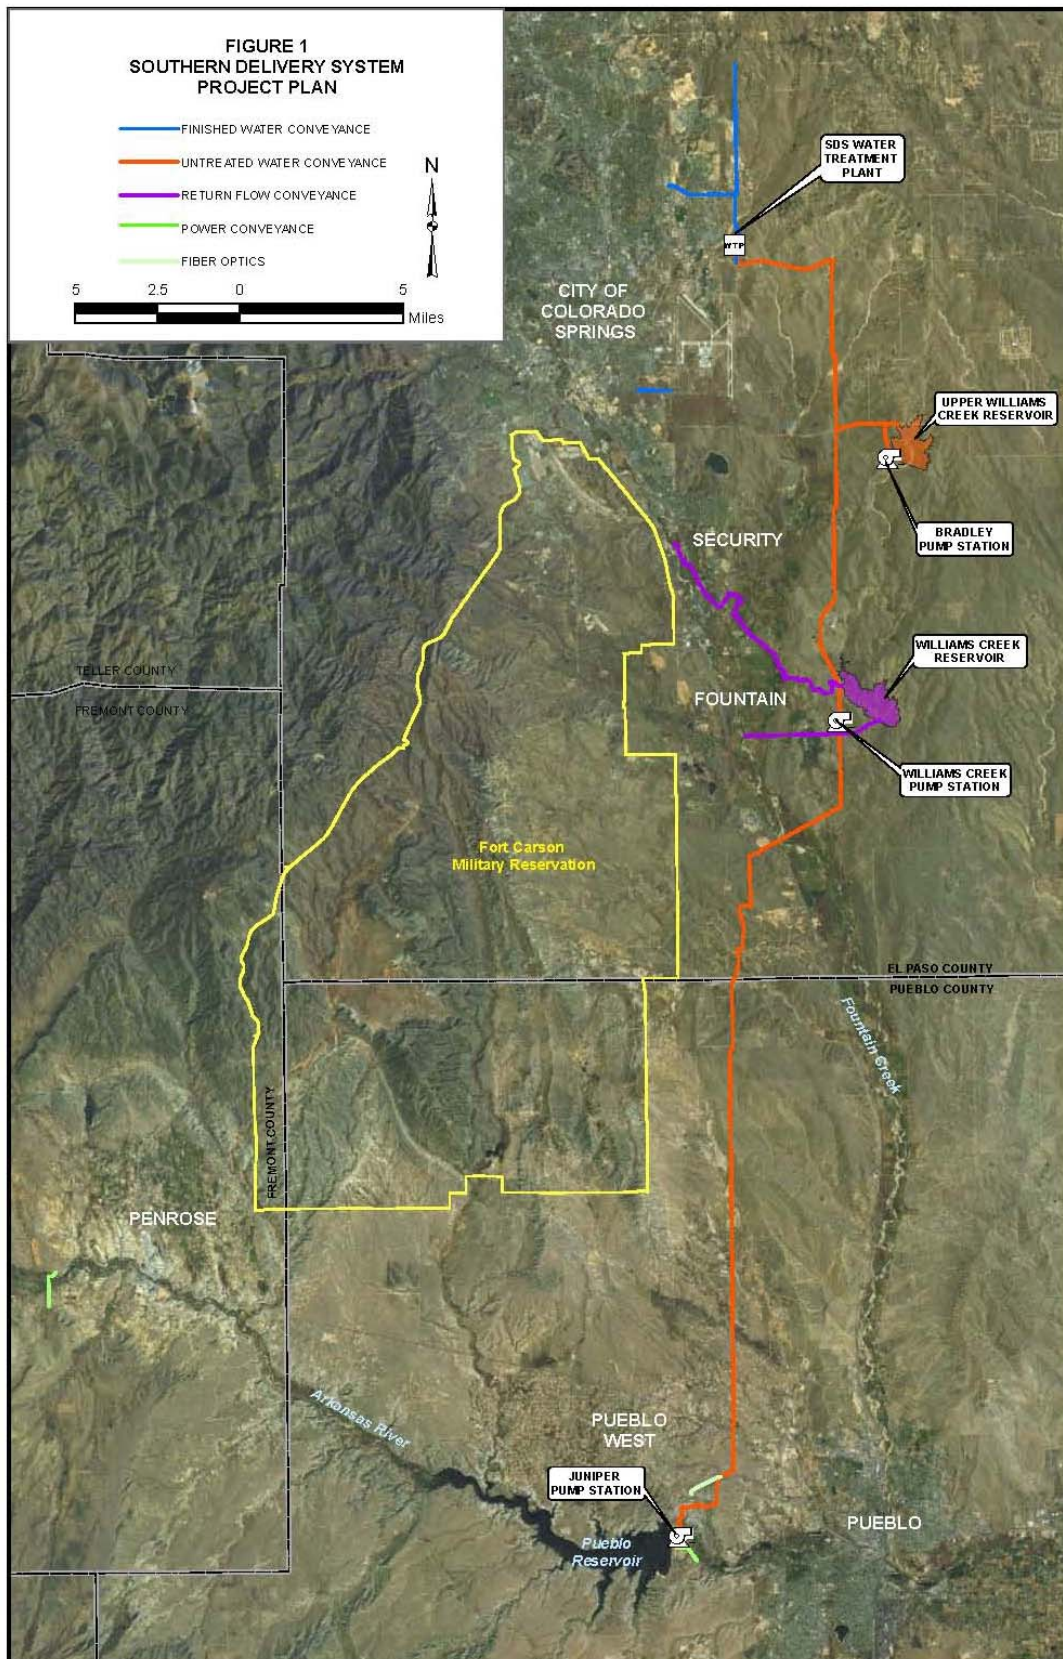 FIGURE 1
SOUTHERN DELIVERY SYSTEM
PROJECT PLAN
FINISHED WATER CONVEYANCE
UNTREATED WATER CONVEYANCE
RETURN FLOW CONVEYANCE
POWER CONVEYANCE
FIBER OPTICS
N
5 2.5 0 5
Miles
SDS WATER
TREATMENT
PLANT
WTP
CITY OF
COLORADO
SPRINGS
UPPER WILLIAMS
CREEK RESERVOIR
BRADLEY
PUMP STATION
SECURITY
WILLIAMS CREEK
RESERVOIR
TELLER COUNTY
FREMONT COUNTY
FOUNTAIN
WILLIAMS CREEK
PUMP STATION
Fort Carson
Military Reservation
EL PASO COUNTY
PUEBLO COUNTY
Fountain Creek
FREMONT COUNTY
PENROSE
Arkansas River
PUEBLO
WEST
JUNIPER
PUMP STATION
PUEBLO
Pueblo
Reservoir